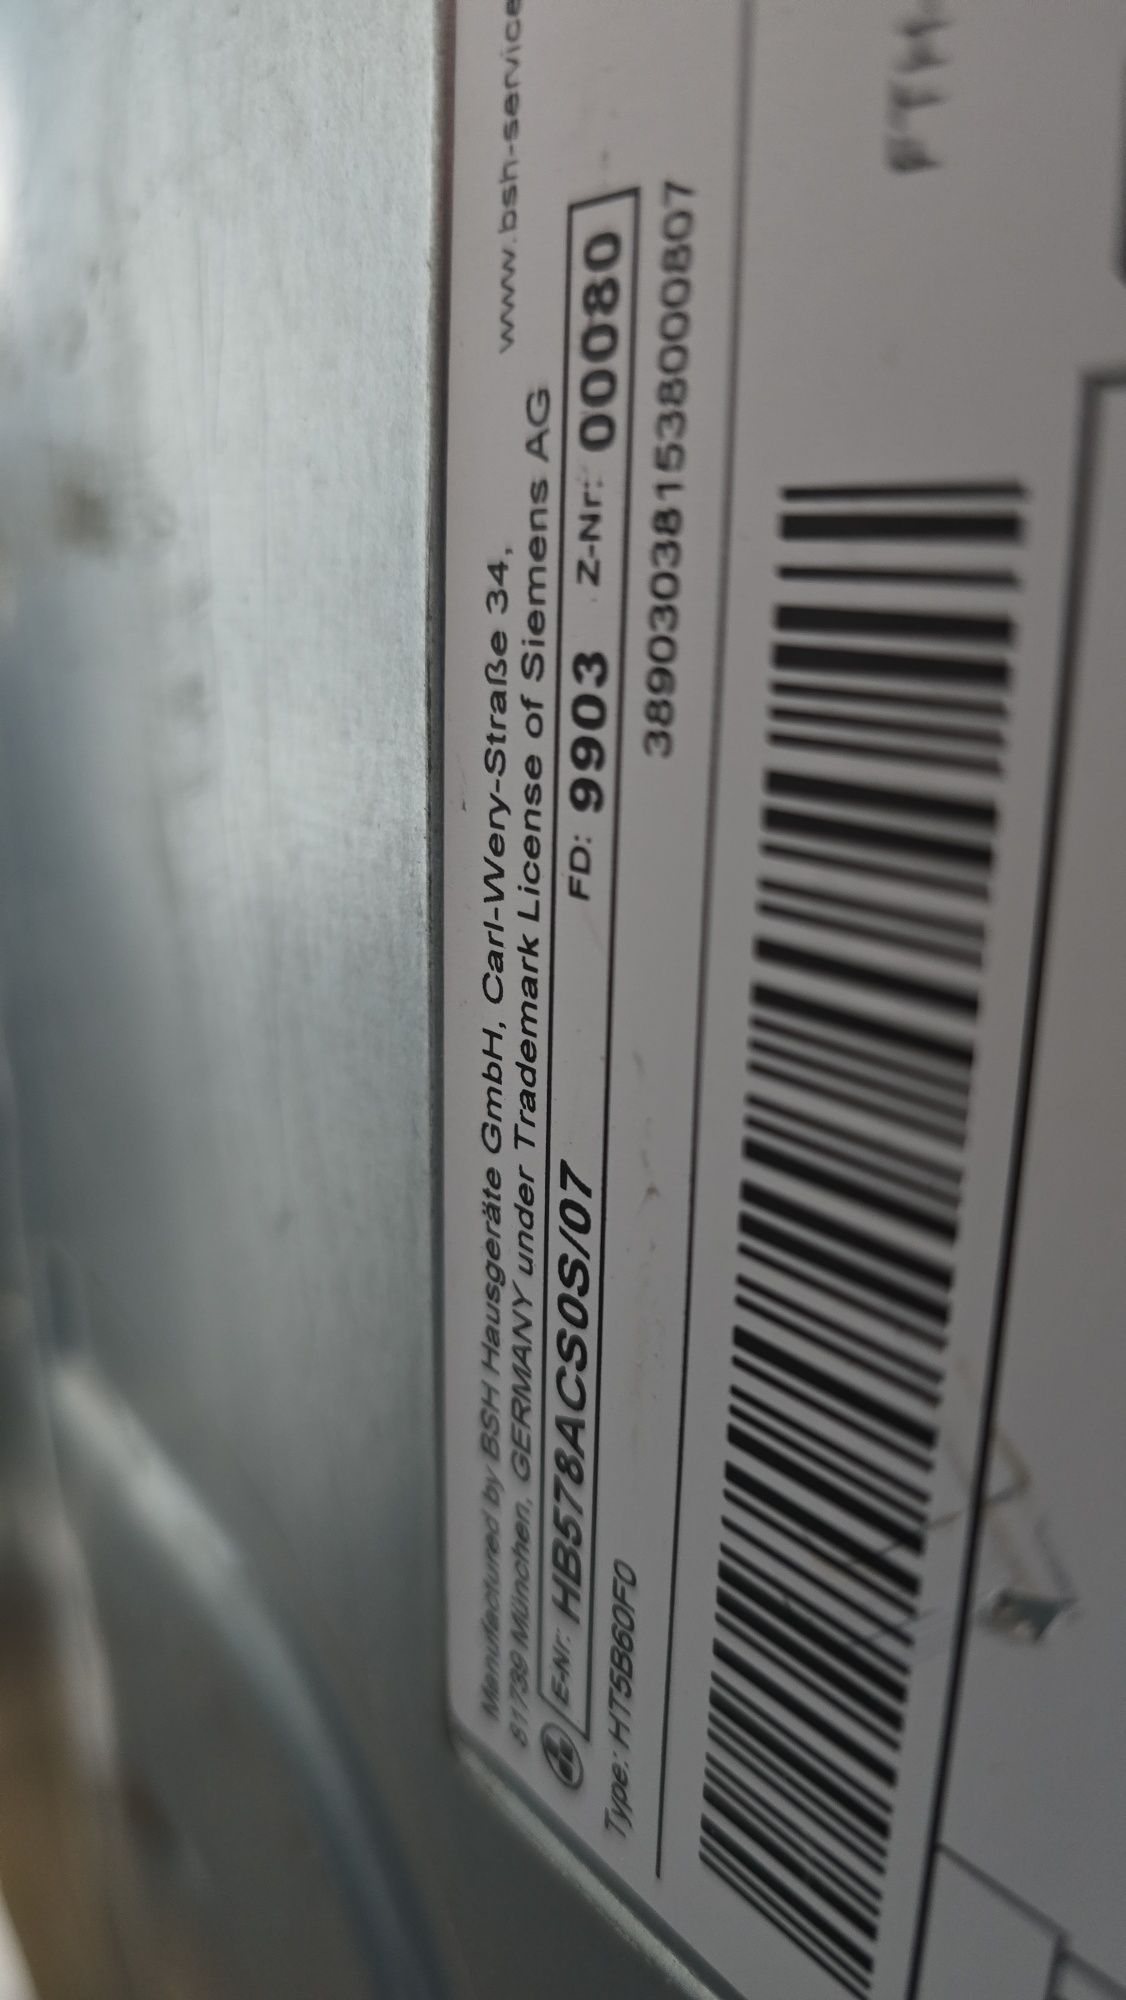 Manufactured by BSH Hausgeräte GmbH, Carl-Wery-Straße 34,
81739 München, GERMANY under Trademark License of Siemens AG
www.bsh-service
E-Nr: HB578ACS0S/07 FD: 9903 Z-Nr: 00080
Type: HT5B60F0
389030381538000807